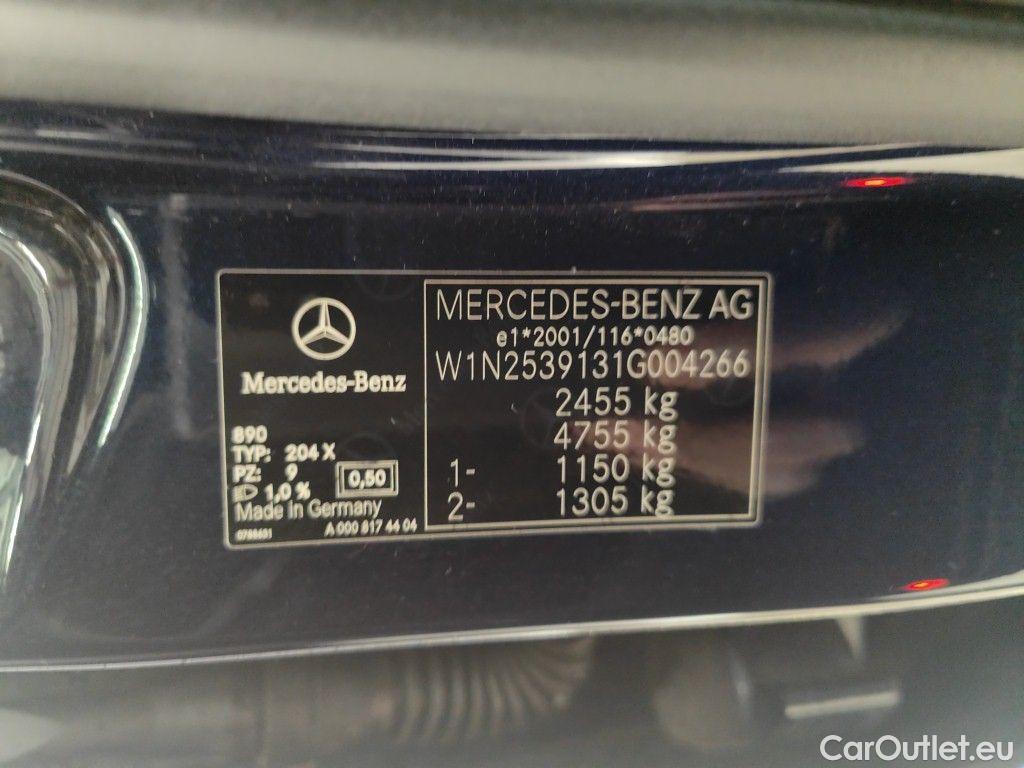 Mercedes-Benz
890
TYP: 204 X
PZ: 9
1,0 %
0,50
Made in Germany
0788651
A 000 817 44 04
MERCEDES-BENZ AG
e1*2001/116*0480
W1N2539131G004266
2455 kg
4755 kg
1- 1150 kg
2- 1305 kg
CarOutlet.eu